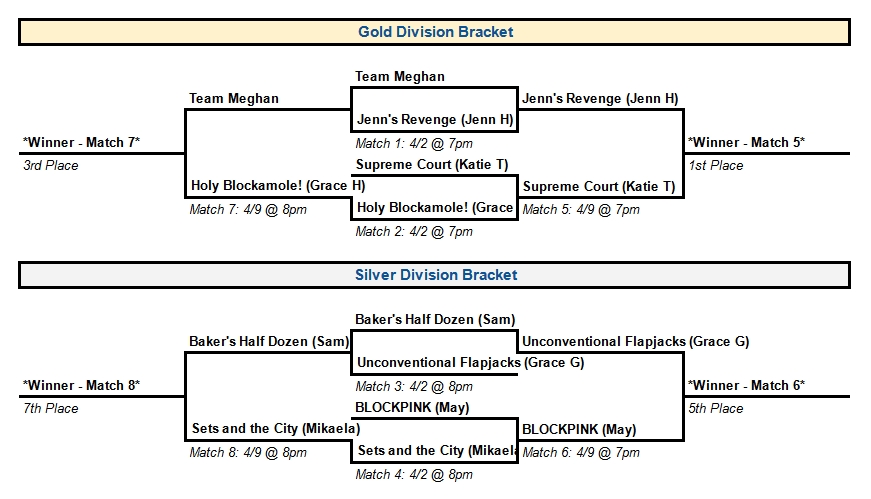 Gold Division Bracket
Team Meghan
Team Meghan
Jenn's Revenge (Jenn H)
Jenn's Revenge (Jenn H)
*Winner - Match 7*
Match 1: 4/2 @ 7pm
*Winner - Match 5*
3rd Place
Supreme Court (Katie T)
1st Place
Holy Blockamole! (Grace H)
Supreme Court (Katie T)
Match 7: 4/9 @ 8pm
Holy Blockamole! (Grace
Match 5: 4/9 @ 7pm
Match 2: 4/2 @ 7pm
Silver Division Bracket
Baker's Half Dozen (Sam)
Baker's Half Dozen (Sam)
Unconventional Flapjacks (Grace G)
Unconventional Flapjacks (Grace G)
*Winner - Match 8*
Match 3: 4/2 @ 8pm
*Winner - Match 6*
7th Place
BLOCKPINK (May)
5th Place
Sets and the City (Mikaela)
BLOCKPINK (May)
Match 8: 4/9 @ 8pm
Sets and the City (Mikaela
Match 6: 4/9 @ 7pm
Match 4: 4/2 @ 8pm